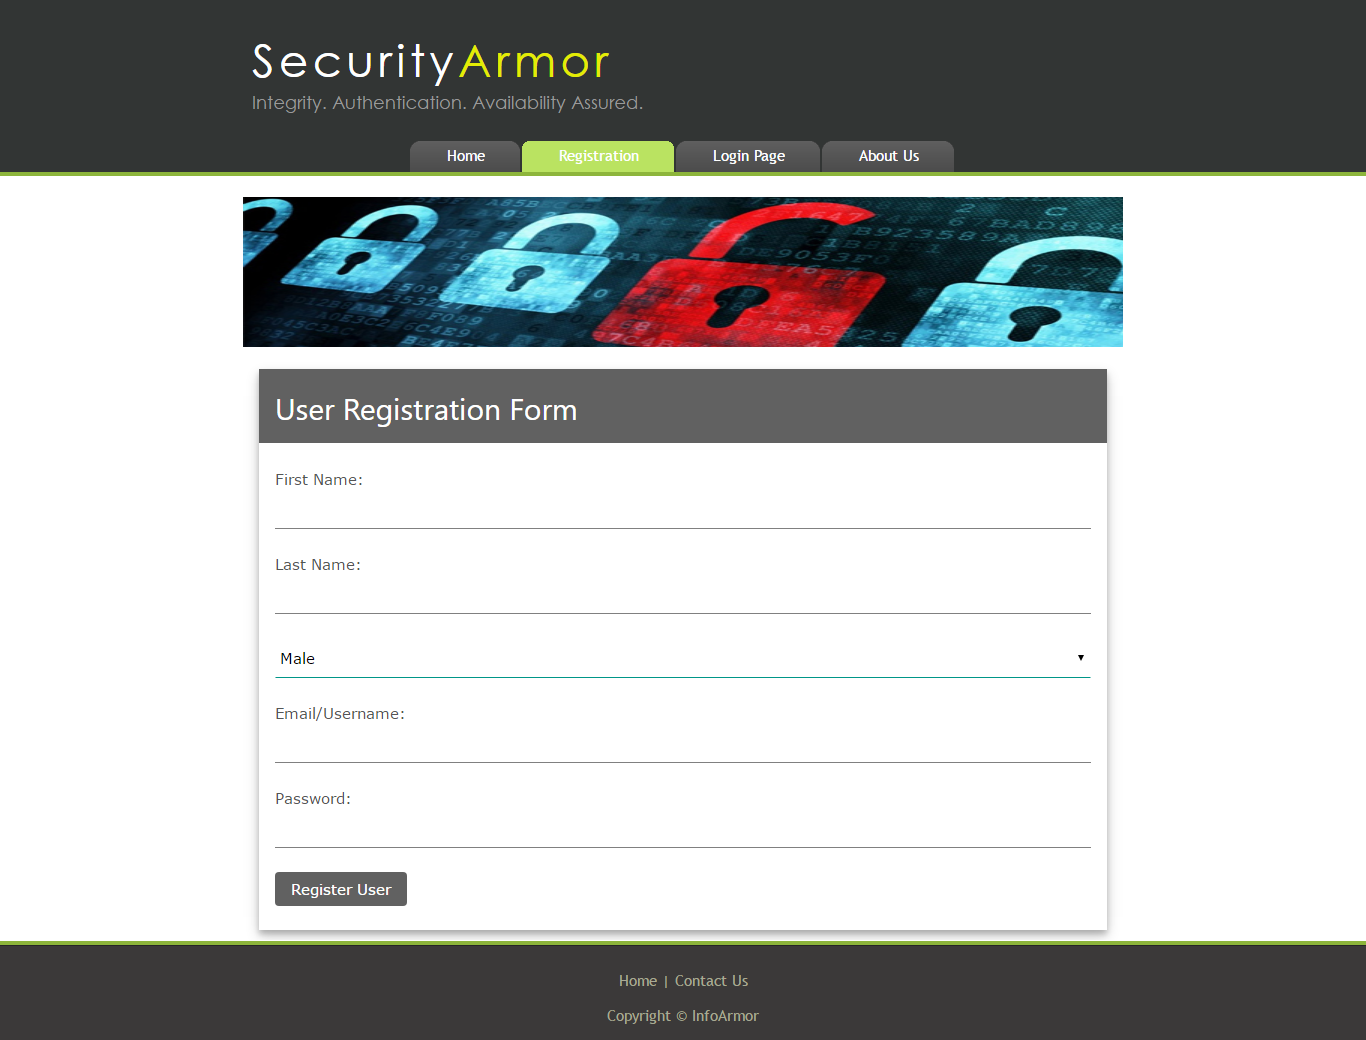 SecurityArmor
Integrity. Authentication. Availability Assured.
Home Registration Login Page About Us
User Registration Form
First Name:
Last Name:
Male
Email/Username:
Password:
Register User
Home | Contact Us
Copyright © InfoArmor